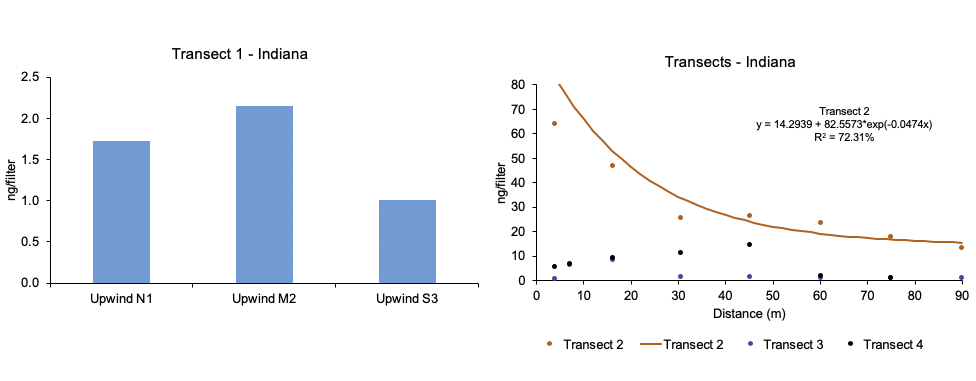 Transect 1 - Indiana
2.5
2.0
1.5
1.0
0.5
0.0
ng/filter
Upwind N1 Upwind M2 Upwind S3
Transects - Indiana
80
70
60
50
40
30
20
10
0
ng/filter
Transect 2
y = 14.2939 + 82.5573*exp(-0.0474x)
R² = 72.31%
0 10 20 30 40 50 60 70 80 90
Distance (m)
Transect 2 Transect 2 Transect 3 Transect 4